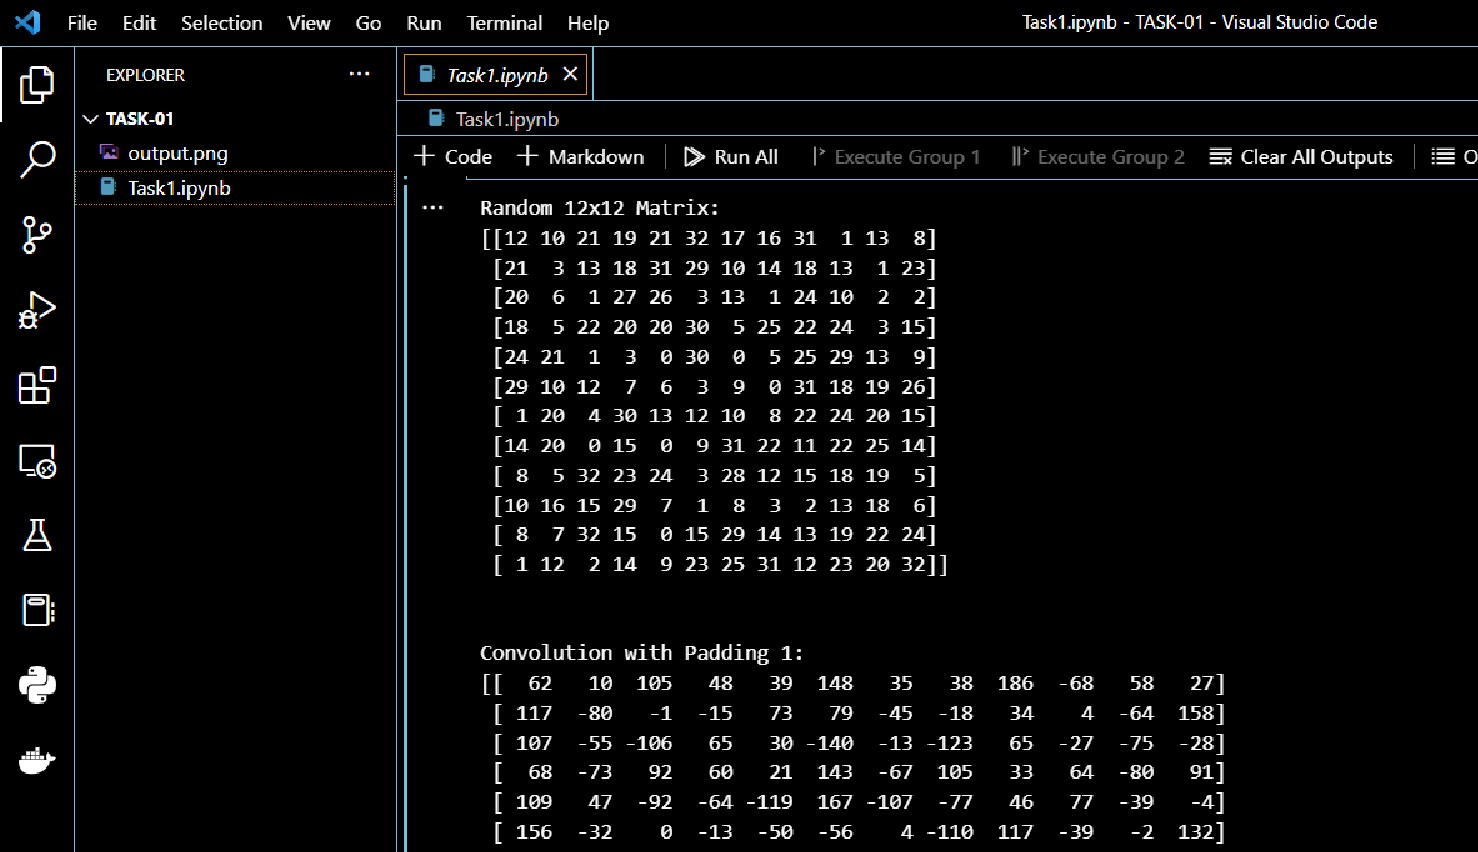 File Edit Selection View Go Run Terminal Help Task1.ipynb - TASK-01 - Visual Studio Code
EXPLORER ...
TASK-01
output.png
Task1.ipynb
Task1.ipynb
Task1.ipynb
+ Code + Markdown Run All Execute Group 1 Execute Group 2 Clear All Outputs O
... Random 12x12 Matrix:
[[12 10 21 19 21 32 17 16 31  1 13  8]
 [21  3 13 18 31 29 10 14 18 13  1 23]
 [20  6  1 27 26  3 13  1 24 10  2  2]
 [18  5 22 20 20 30  5 25 22 24  3 15]
 [24 21  1  3  0 30  0  5 25 29 13  9]
 [29 10 12  7  6  3  9  0 31 18 19 26]
 [ 1 20  4 30 13 12 10  8 22 24 20 15]
 [14 20  0 15  0  9 31 22 11 22 25 14]
 [ 8  5 32 23 24  3 28 12 15 18 19  5]
 [10 16 15 29  7  1  8  3  2 13 18  6]
 [ 8  7 32 15  0 15 29 14 13 19 22 24]
 [ 1 12  2 14  9 23 25 31 12 23 20 32]]
Convolution with Padding 1:
[[  62   10  105   48   39  148   35   38  186  -68   58   27]
 [ 117  -80   -1  -15   73   79  -45  -18   34    4  -64  158]
 [ 107  -55 -106   65   30 -140  -13 -123   65  -27  -75  -28]
 [  68  -73   92   60   21  143  -67  105   33   64  -80   91]
 [ 109   47  -92  -64 -119  167 -107  -77   46   77  -39   -4]
 [ 156  -32    0  -13  -50  -56    4 -110  117  -39   -2  132]